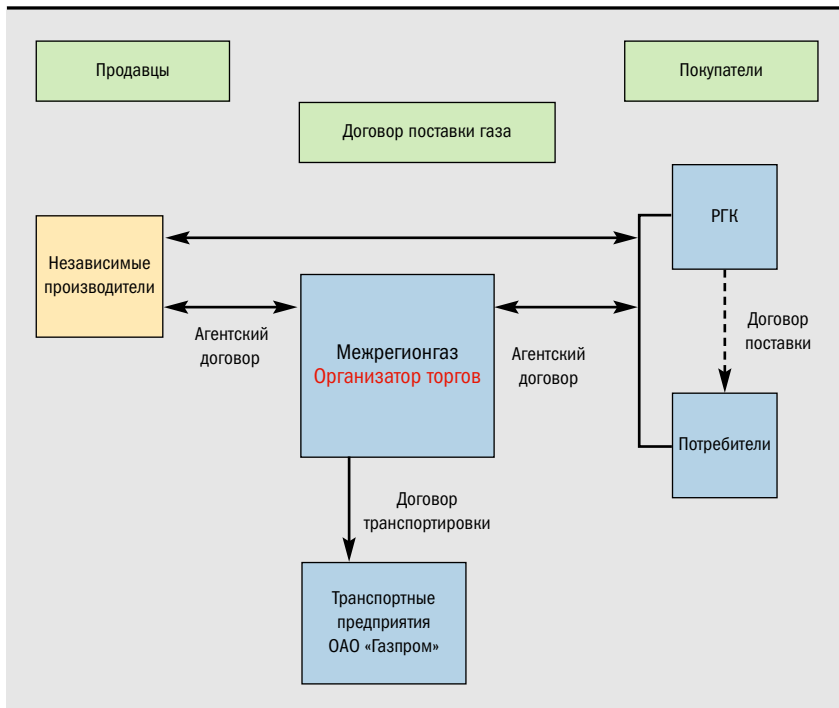 Продавцы
Покупатели
Договор поставки газа
РГК
Независимые
производители
Агентский
договор
Межрегионгаз
Организатор торгов
Агентский
договор
Договор
поставки
Потребители
Договор
транспортировки
Транспортные
предприятия
ОАО «Газпром»